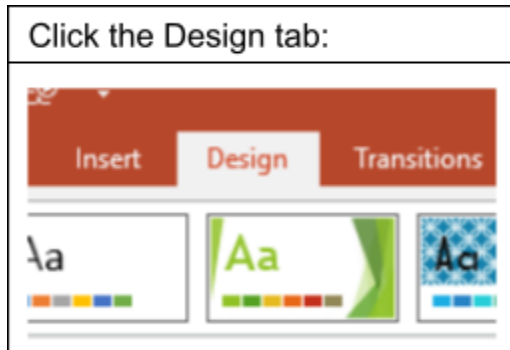 Click the Design tab:
Insert Design Transitions
Aa Aa Aa